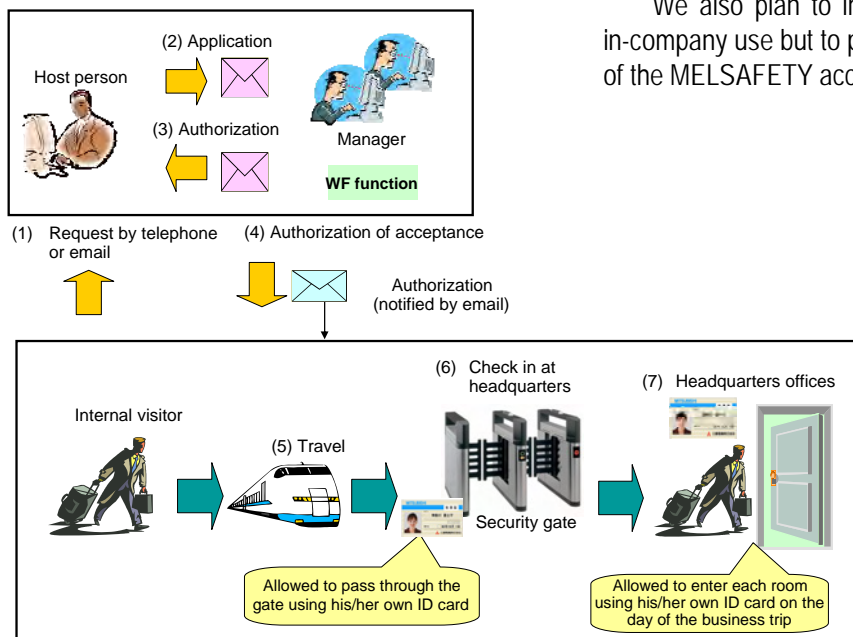 We also plan to in
in-company use but to p
of the MELSAFETY acc
(2) Application
Host person
(3) Authorization
Manager
WF function
(1) Request by telephone
or email
(4) Authorization of acceptance
Authorization
(notified by email)
(6) Check in at
headquarters
(7) Headquarters offices
Internal visitor
(5) Travel
Security gate
Allowed to pass through the
gate using his/her own ID card
Allowed to enter each room
using his/her own ID card on the
day of the business trip